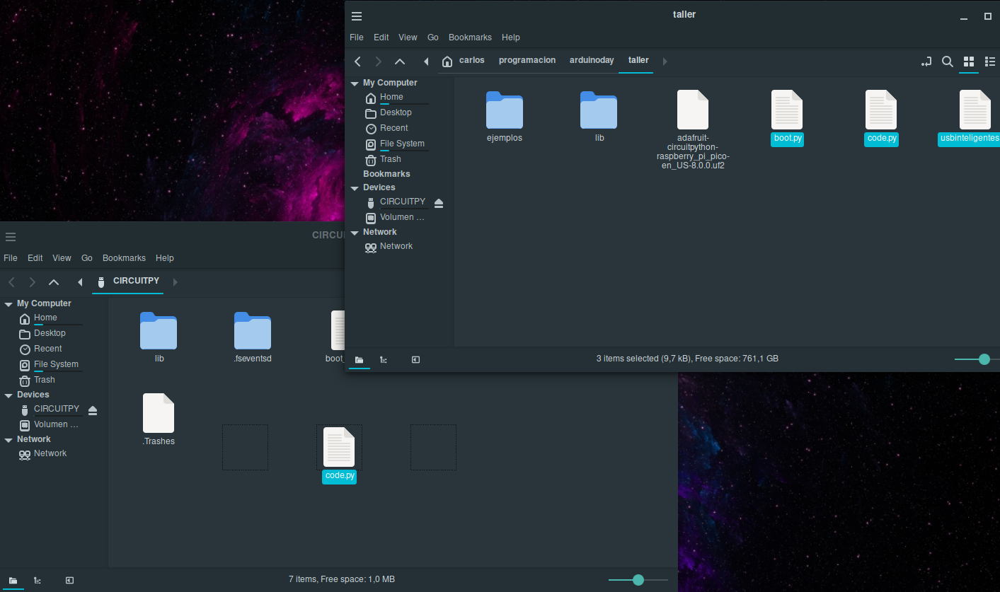 taller
File Edit View Go Bookmarks Help
carlos programacion arduinoday taller
My Computer
Home
Desktop
Recent
File System
Trash
Bookmarks
Devices
CIRCUITPY
Volumen ...
Network
Network
ejemplos
lib
adafruit-
circuitpython-
raspberry_pi_pico-
en_US-8.0.0.uf2
boot.py
code.py
usbinteligentes
3 items selected (9,7 kB), Free space: 761,1 GB
CIRCU
File Edit View Go Bookmarks Help
CIRCUITPY
My Computer
Home
Desktop
Recent
File System
Trash
Devices
CIRCUITPY
Volumen ...
Network
Network
lib
.fseventsd
boot_
.Trashes
code.py
7 items, Free space: 1,0 MB